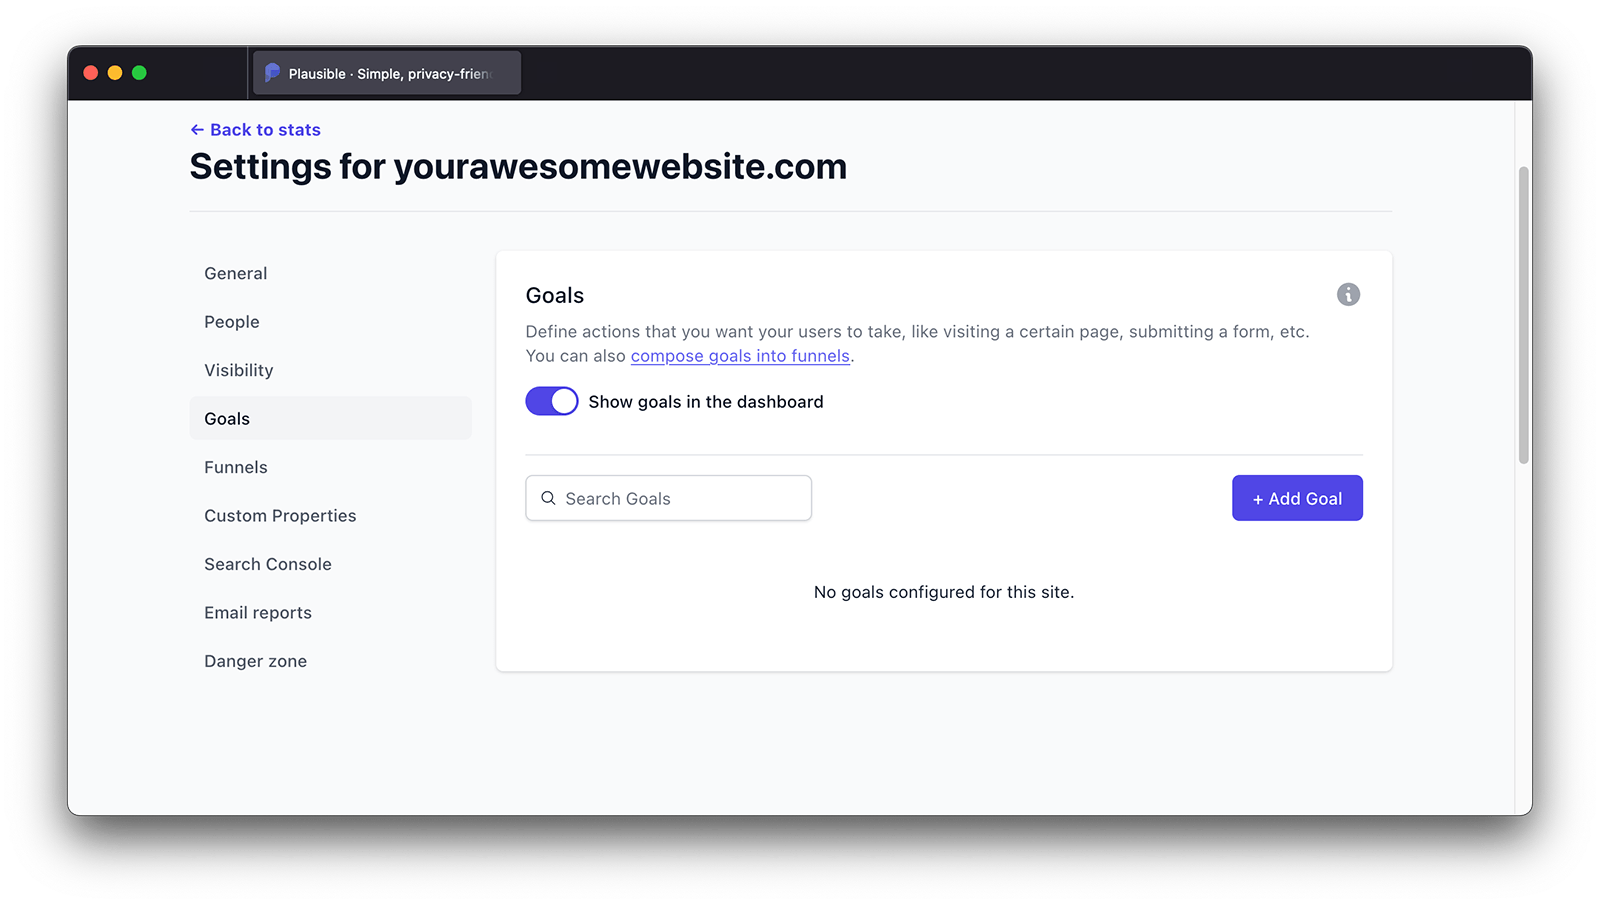 Plausible · Simple, privacy-frien
← Back to stats
Settings for yourawesomewebsite.com
General
People
Visibility
Goals
Funnels
Custom Properties
Search Console
Email reports
Danger zone
Goals
Define actions that you want your users to take, like visiting a certain page, submitting a form, etc.
You can also compose goals into funnels.
Show goals in the dashboard
Search Goals
+ Add Goal
No goals configured for this site.